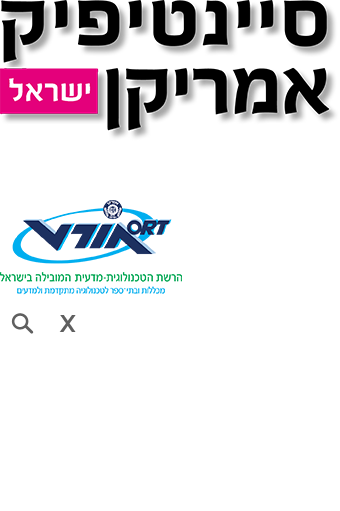 סיינטיפיק
אמריקן
ישראל
ORT אורט
הרשת הטכנולוגית-מדעית המובילה בישראל
מכללות ובתי ספר לטכנולוגיה מתקדמת ולמדעים
X